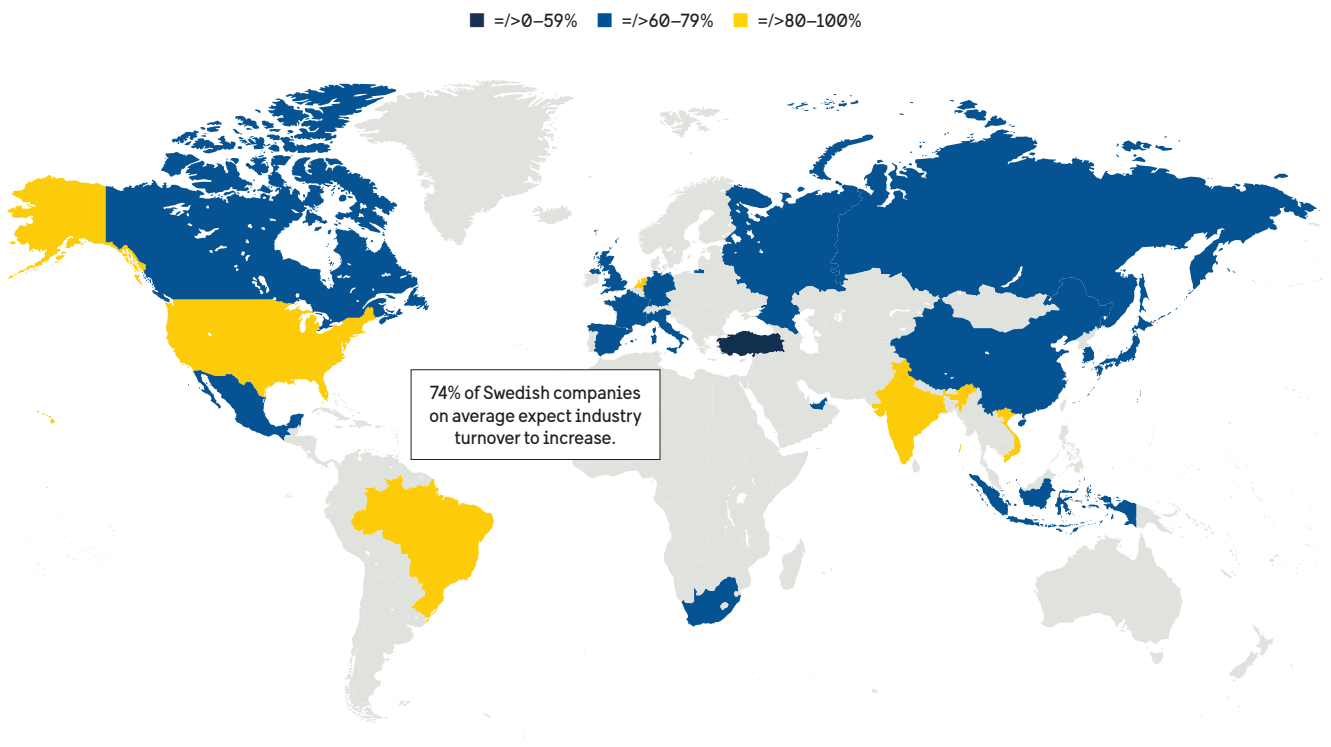 =/>0–59% =/>60–79% =/>80–100%
74% of Swedish companies
on average expect industry
turnover to increase.